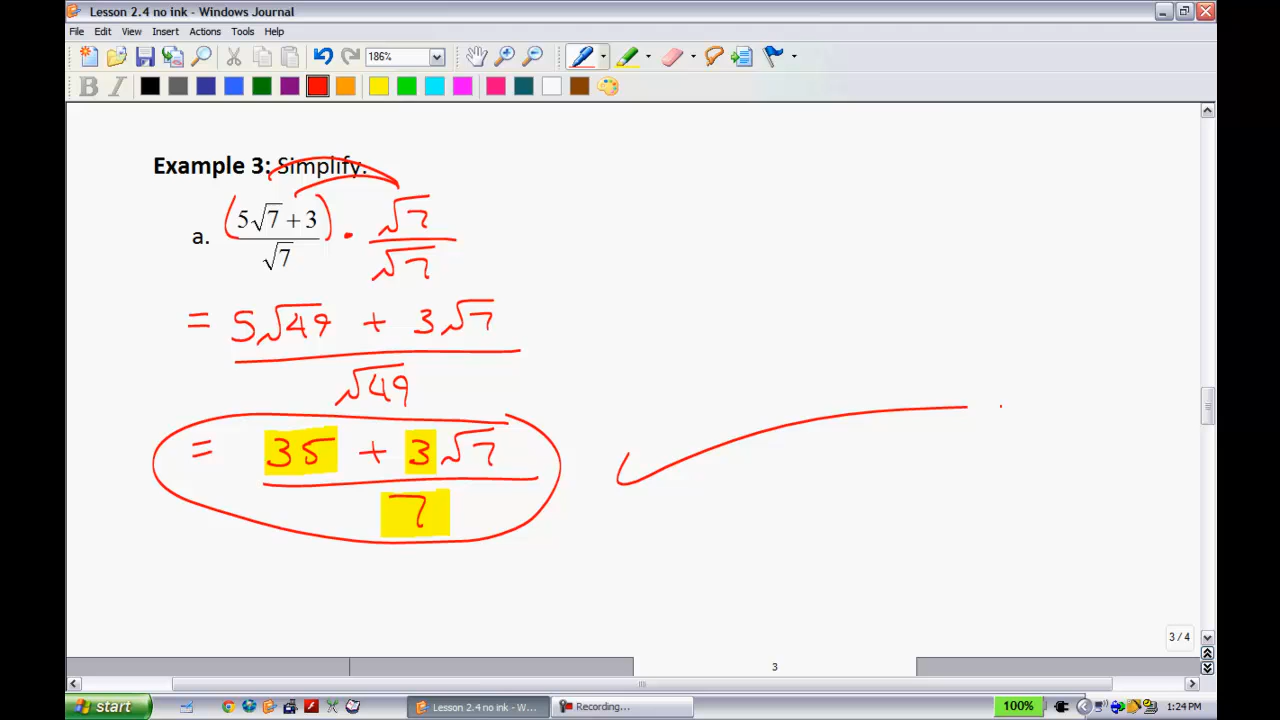 Lesson 2.4 no ink - Windows Journal
File Edit View Insert Actions Tools Help
186%
B I
Example 3: Simplify.
a. (5√7 + 3)/√7 · √7/√7
= (5√49 + 3√7)/√49
= (35 + 3√7)/7
3/4
3
start
Lesson 2.4 no ink - W...
Recording...
100%
1:24 PM